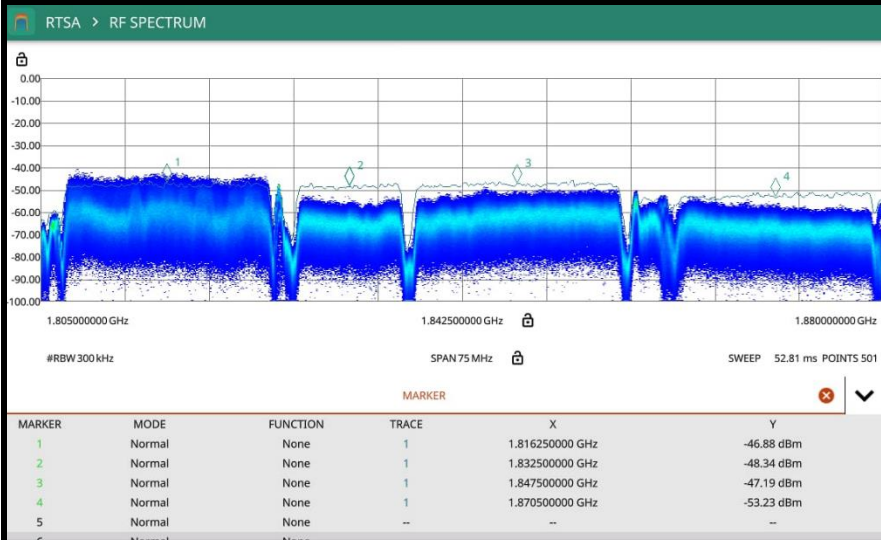 RTSA > RF SPECTRUM
0.00
-10.00
-20.00
-30.00
-40.00
-50.00
-60.00
-70.00
-80.00
-90.00
-100.00
1
2
3
4
1.805000000 GHz 1.842500000 GHz 1.880000000 GHz
#RBW 300 kHz SPAN 75 MHz SWEEP 52.81 ms POINTS 501
MARKER
MARKER MODE FUNCTION TRACE X Y
1 Normal None 1 1.816250000 GHz -46.88 dBm
2 Normal None 1 1.832500000 GHz -48.34 dBm
3 Normal None 1 1.847500000 GHz -47.19 dBm
4 Normal None 1 1.870500000 GHz -53.23 dBm
5 Normal None -- -- --
6 Normal None